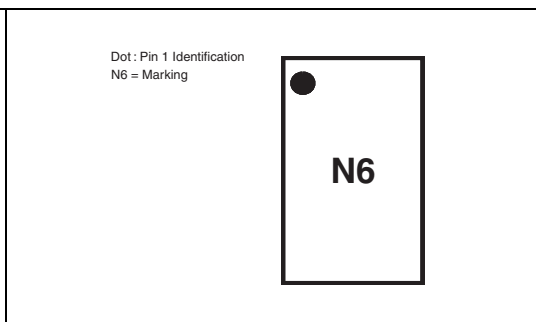 Dot : Pin 1 Identification
N6 = Marking
N6